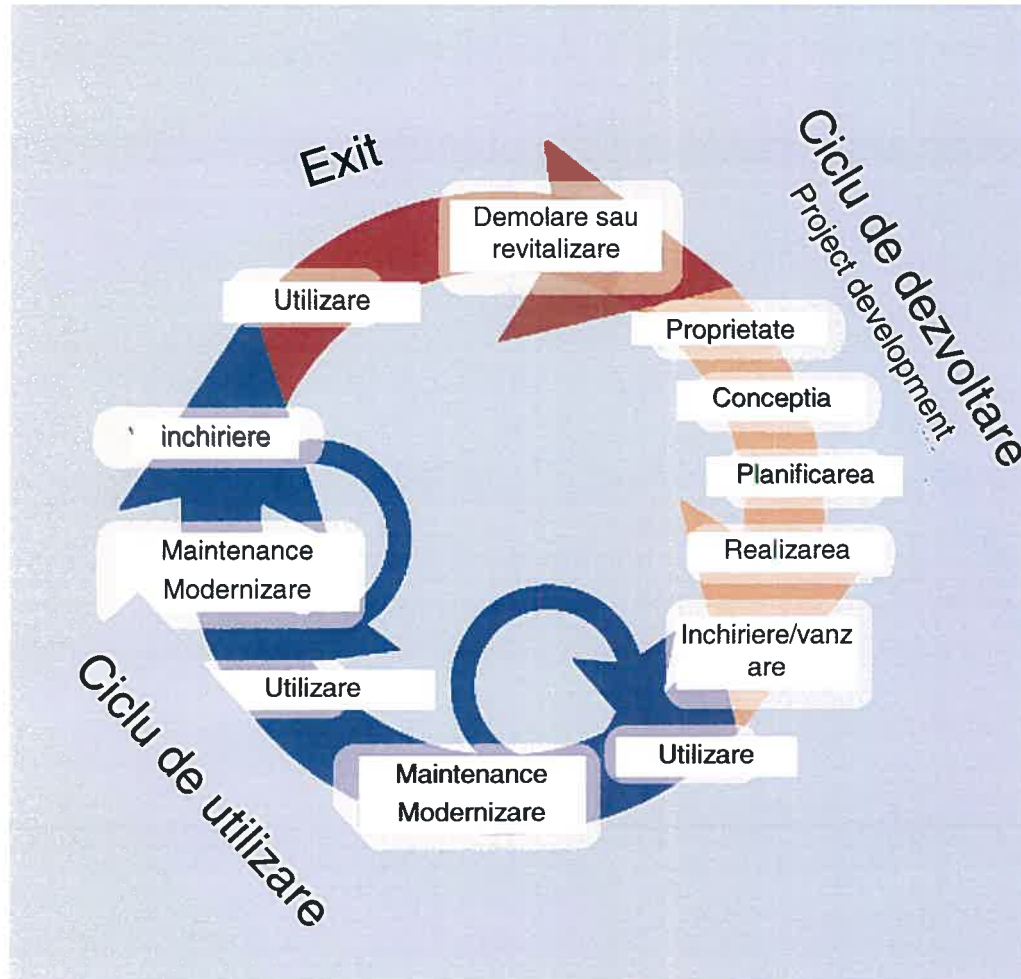 Exit
Ciclu de dezvoltare
Project development
Demolare sau
revitalizare
Utilizare
Proprietate
Conceptia
inchiriere
Planificarea
Maintenance
Modernizare
Realizarea
Inchiriere/vanz
are
Utilizare
Utilizare
Maintenance
Modernizare
Ciclu de utilizare